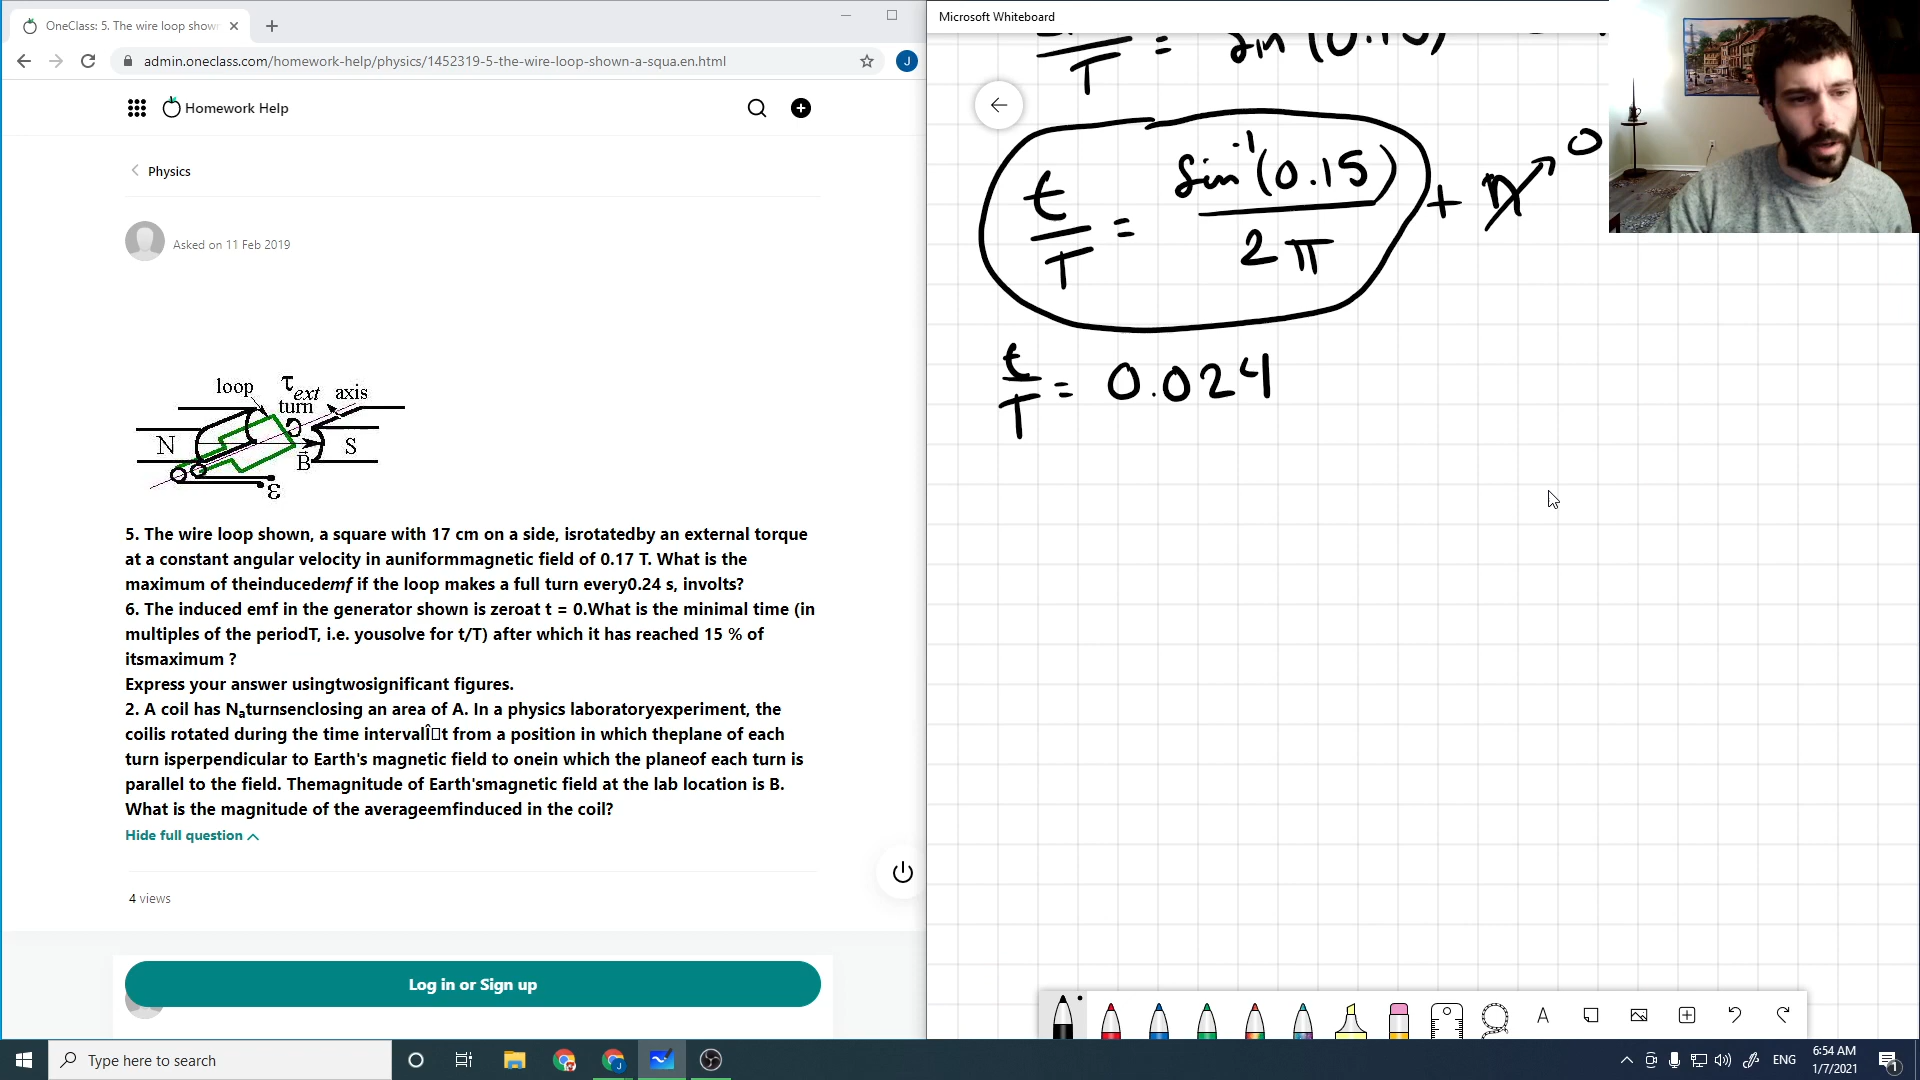 OneClass: 5. The wire loop show
Microsoft Whiteboard
admin.oneclass.com/homework-help/physics/1452319-5-the-wire-loop-shown-a-squa.en.html
J
Homework Help
Physics
Asked on 11 Feb 2019
loop τext axis
turn
N B S
ε
5. The wire loop shown, a square with 17 cm on a side, isrotatedby an external torque
at a constant angular velocity in auniformmagnetic field of 0.17 T. What is the
maximum of theinducedemf if the loop makes a full turn every0.24 s, involts?
6. The induced emf in the generator shown is zeroat t = 0.What is the minimal time (in
multiples of the periodT, i.e. yousolve for t/T) after which it has reached 15 % of
itsmaximum ?
Express your answer usingtwosignificant figures.
2. A coil has Naturnsenclosing an area of A. In a physics laboratoryexperiment, the
coilis rotated during the time intervalÎ□t from a position in which theplane of each
turn isperpendicular to Earth's magnetic field to onein which the planeof each turn is
parallel to the field. Themagnitude of Earth'smagnetic field at the lab location is B.
What is the magnitude of the averageemfinduced in the coil?
Hide full question
4 views
Log in or Sign up
T = sin (0.15)
t/T = sin⁻¹(0.15)/2π + n 0
t/T = 0.024
A
Type here to search
ENG
6:54 AM
1/7/2021
1